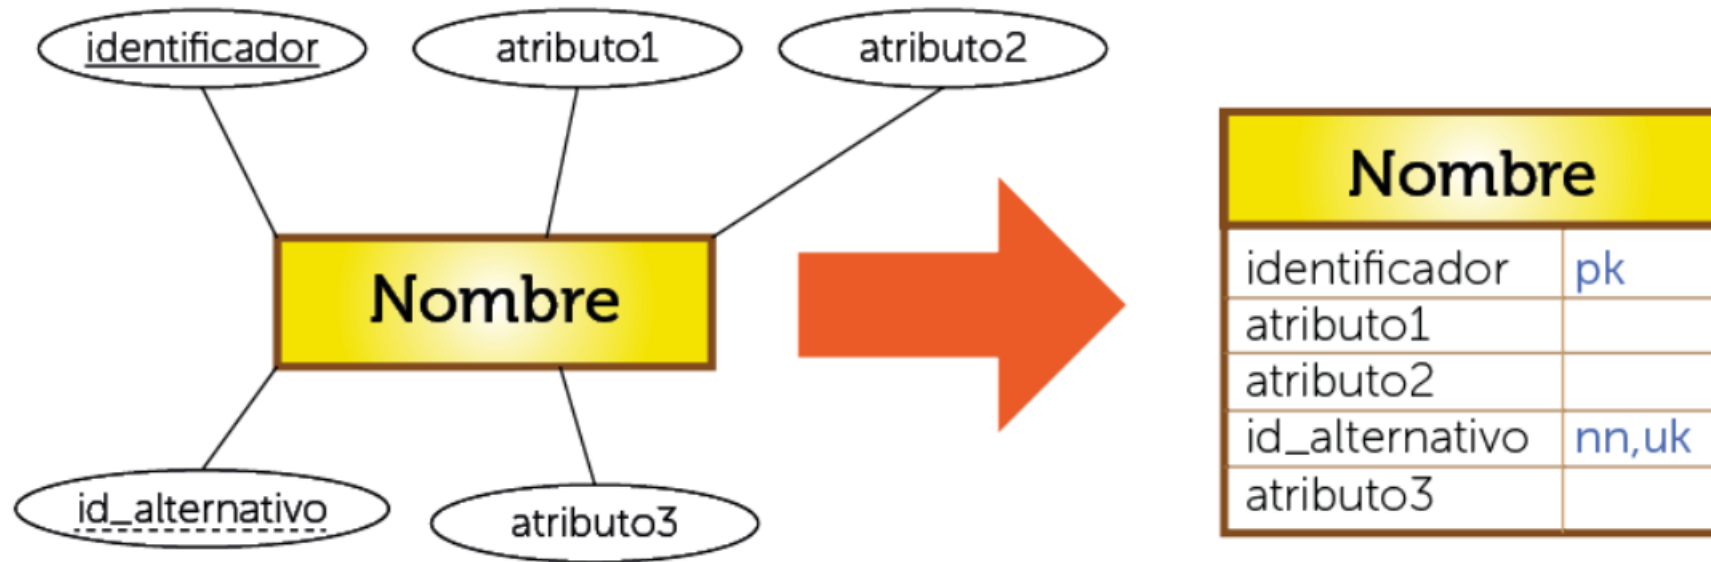 identificador
atributo1
atributo2
Nombre
id_alternativo
atributo3
Nombre
identificador pk
atributo1
atributo2
id_alternativo nn,uk
atributo3